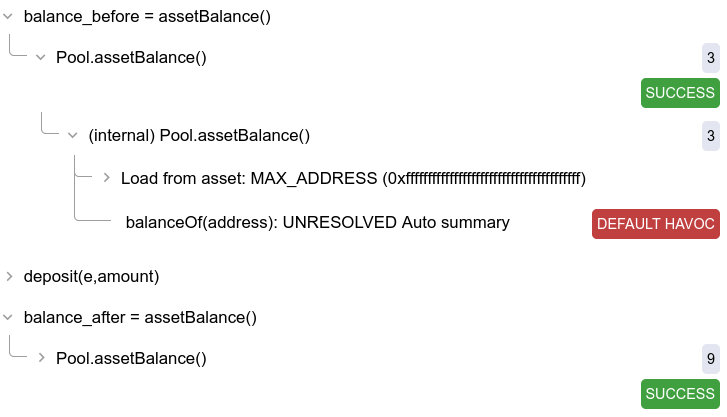 balance_before = assetBalance()
Pool.assetBalance() 3
SUCCESS
(internal) Pool.assetBalance() 3
Load from asset: MAX_ADDRESS (0xffffffffffffffffffffffffffffffffffffffff)
balanceOf(address): UNRESOLVED Auto summary DEFAULT HAVOC
deposit(e,amount)
balance_after = assetBalance()
Pool.assetBalance() 9
SUCCESS